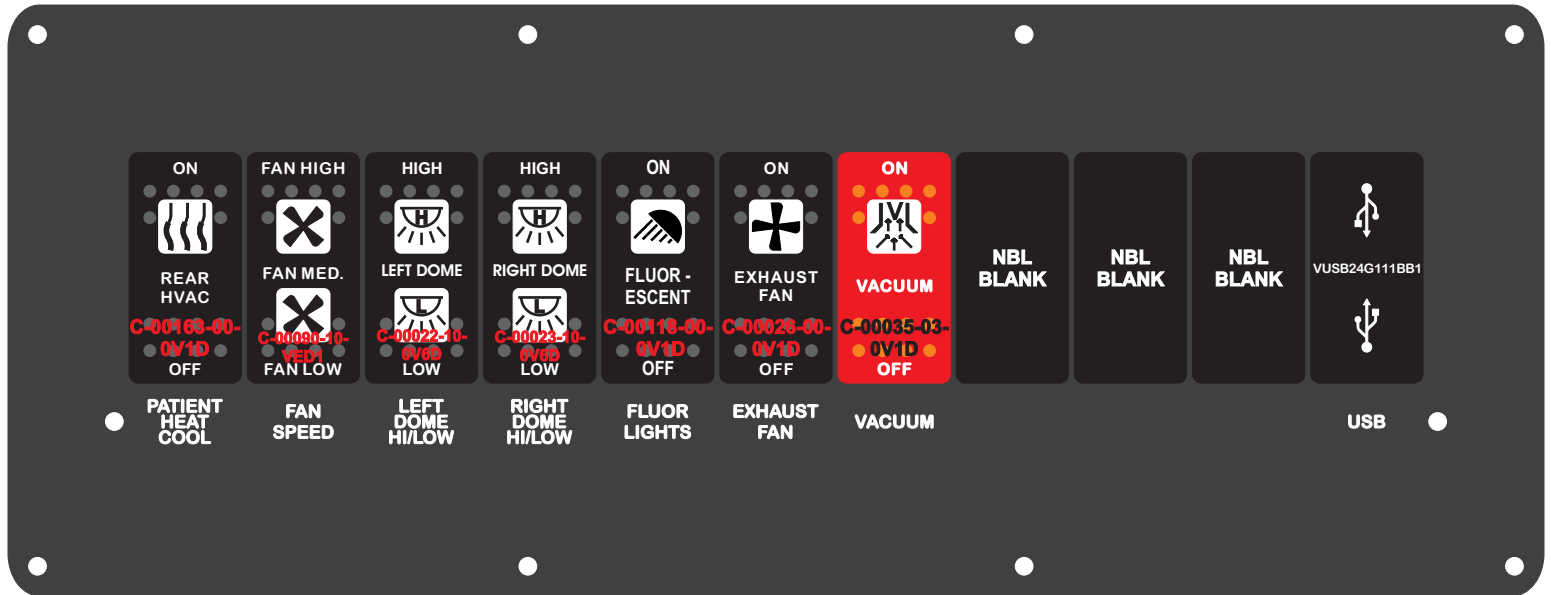 ON
REAR
HVAC
C-00163-00-
0V1D
OFF
PATIENT
HEAT
COOL
FAN HIGH
FAN MED.
C-00090-10-
VED1
FAN LOW
FAN
SPEED
HIGH
H
LEFT DOME
L
C-00022-10-
0V0D
LOW
LEFT
DOME
HI/LOW
HIGH
H
RIGHT DOME
L
C-00023-10-
0V0D
LOW
RIGHT
DOME
HI/LOW
ON
FLUOR -
ESCENT
C-00118-00-
0V1D
OFF
FLUOR
LIGHTS
ON
EXHAUST
FAN
C-00026-00-
0V1D
OFF
EXHAUST
FAN
ON
VACUUM
C-00035-03-
0V1D
OFF
VACUUM
NBL
BLANK
NBL
BLANK
NBL
BLANK
VUSB24G111BB1
USB